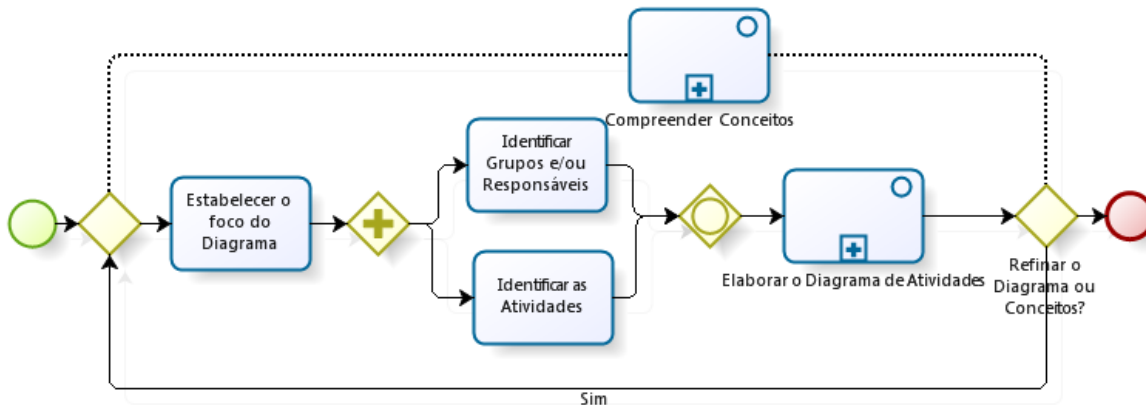 Compreender Conceitos
Estabelecer o
foco do
Diagrama
Identificar
Grupos e/ou
Responsáveis
Identificar as
Atividades
Elaborar o Diagrama de Atividades
Refinar o
Diagrama ou
Conceitos?
Sim